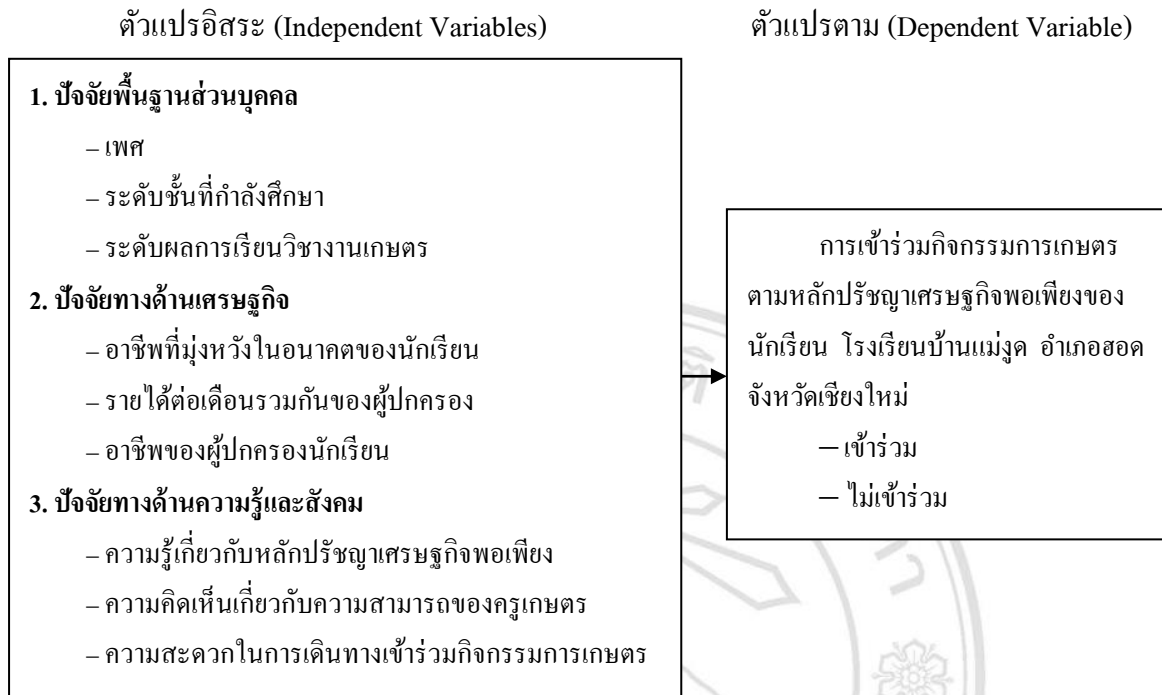 ตัวแปรอิสระ (Independent Variables)
ตัวแปรตาม (Dependent Variable)
1. ปัจจัยพื้นฐานส่วนบุคคล
– เพศ
– ระดับชั้นที่กำลังศึกษา
– ระดับผลการเรียนวิชางานเกษตร
2. ปัจจัยทางด้านเศรษฐกิจ
– อาชีพที่มุ่งหวังในอนาคตของนักเรียน
– รายได้ต่อเดือนรวมกันของผู้ปกครอง
– อาชีพของผู้ปกครองนักเรียน
3. ปัจจัยทางด้านความรู้และสังคม
– ความรู้เกี่ยวกับหลักปรัชญาเศรษฐกิจพอเพียง
– ความคิดเห็นเกี่ยวกับความสามารถของครูเกษตร
– ความสะดวกในการเดินทางเข้าร่วมกิจกรรมการเกษตร
การเข้าร่วมกิจกรรมการเกษตร
ตามหลักปรัชญาเศรษฐกิจพอเพียงของ
นักเรียน โรงเรียนบ้านแม่งูด อำเภอฮอด
จังหวัดเชียงใหม่
– เข้าร่วม
– ไม่เข้าร่วม